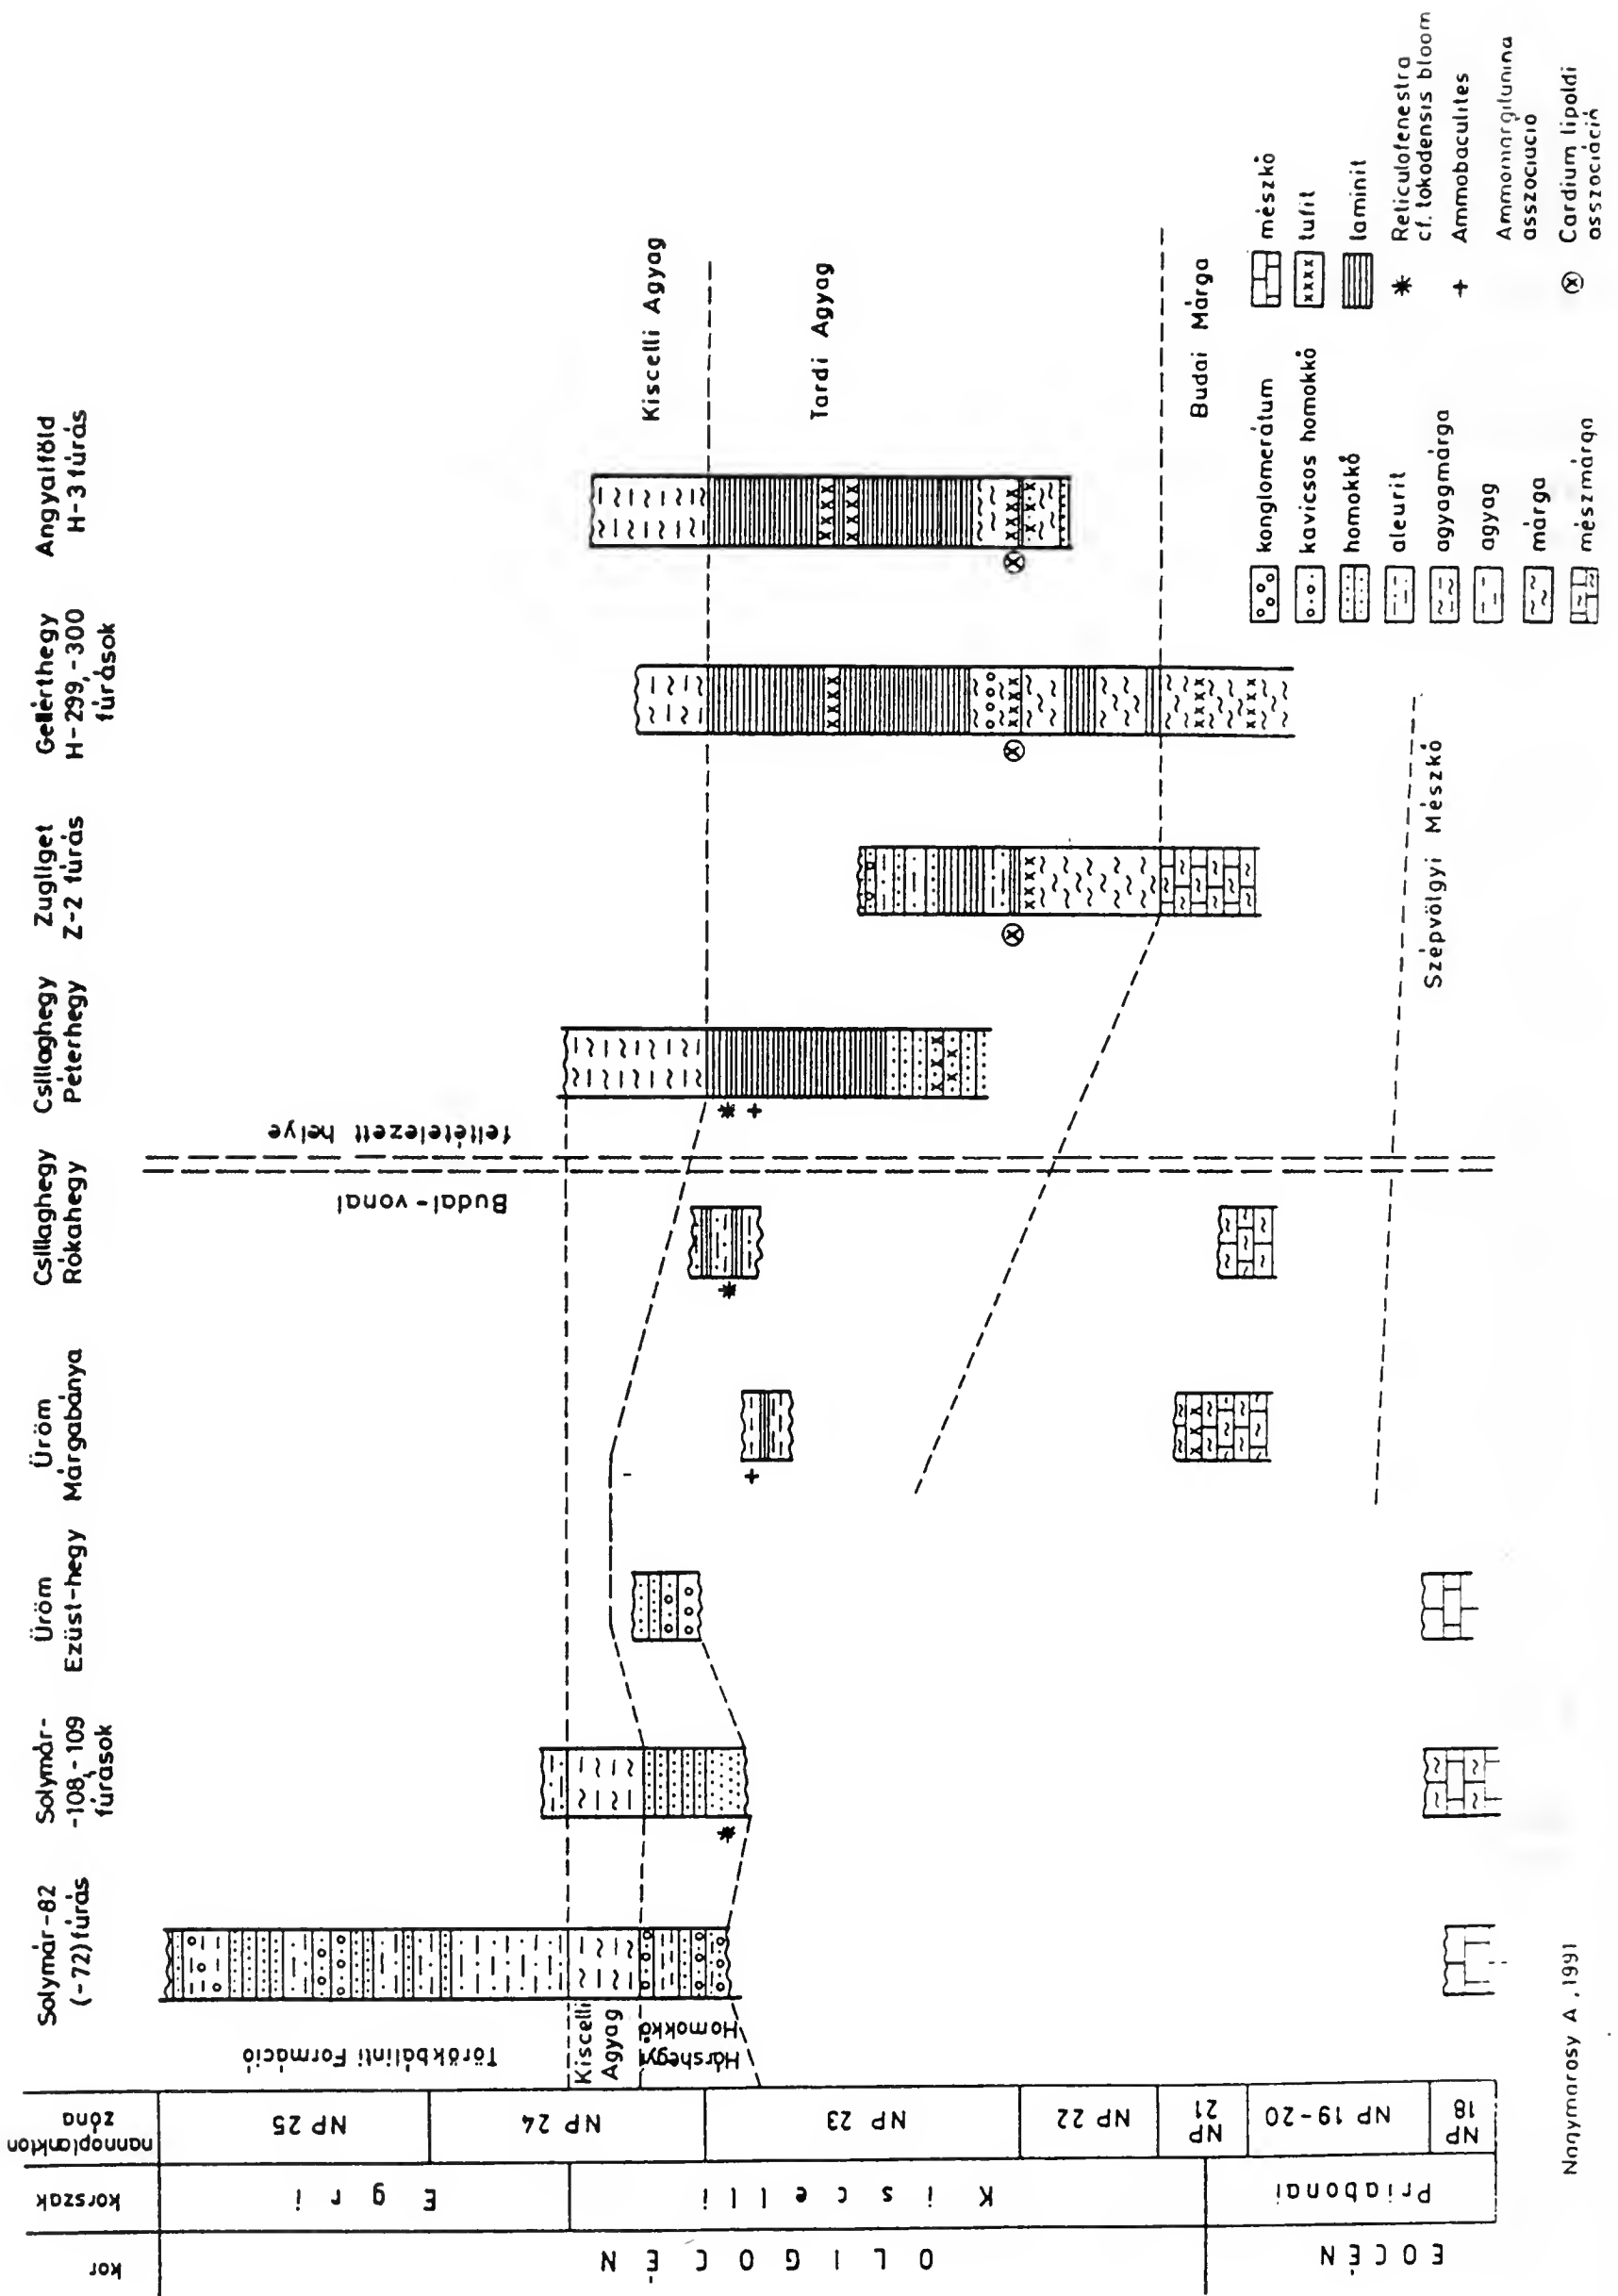 Solymár-82
(-72) fúrás
Solymár-
-108,-109
fúrások
Üröm
Ezüst-hegy
Üröm
Márgabánya
Csillaghegy
Rókahegy
Csillaghegy
Péterhegy
Zugliget
Z-2 fúrás
Gellérthegy
H-299,-300
fúrások
Angyalföld
H-3 fúrás
kor
korszak
nannoplankton
zóna
OLIGOCÉN
EOCÉN
Egri
Kiscelli
Priabonai
NP 25
NP 24
NP 23
NP 22
NP
21
NP 19-20
NP
18
Törökbálinti Formáció
Kiscelli
Agyag
Hárshegyi
Homokkő
Budai-vonal
feltételezett helye
Kiscelli Agyag
Tardi Agyag
Budai Márga
Szépvölgyi Mészkő
konglomerátum
kavicsos homokkő
homokkő
aleurit
agyagmárga
agyag
márga
mészmárga
mészkő
tufit
laminit
Reticulofenestra
cf. tokodensis bloom
Ammobaculites
Ammomargitunina
asszociáció
Cardium lipoldi
asszociáció
Nagymarosy A, 1991